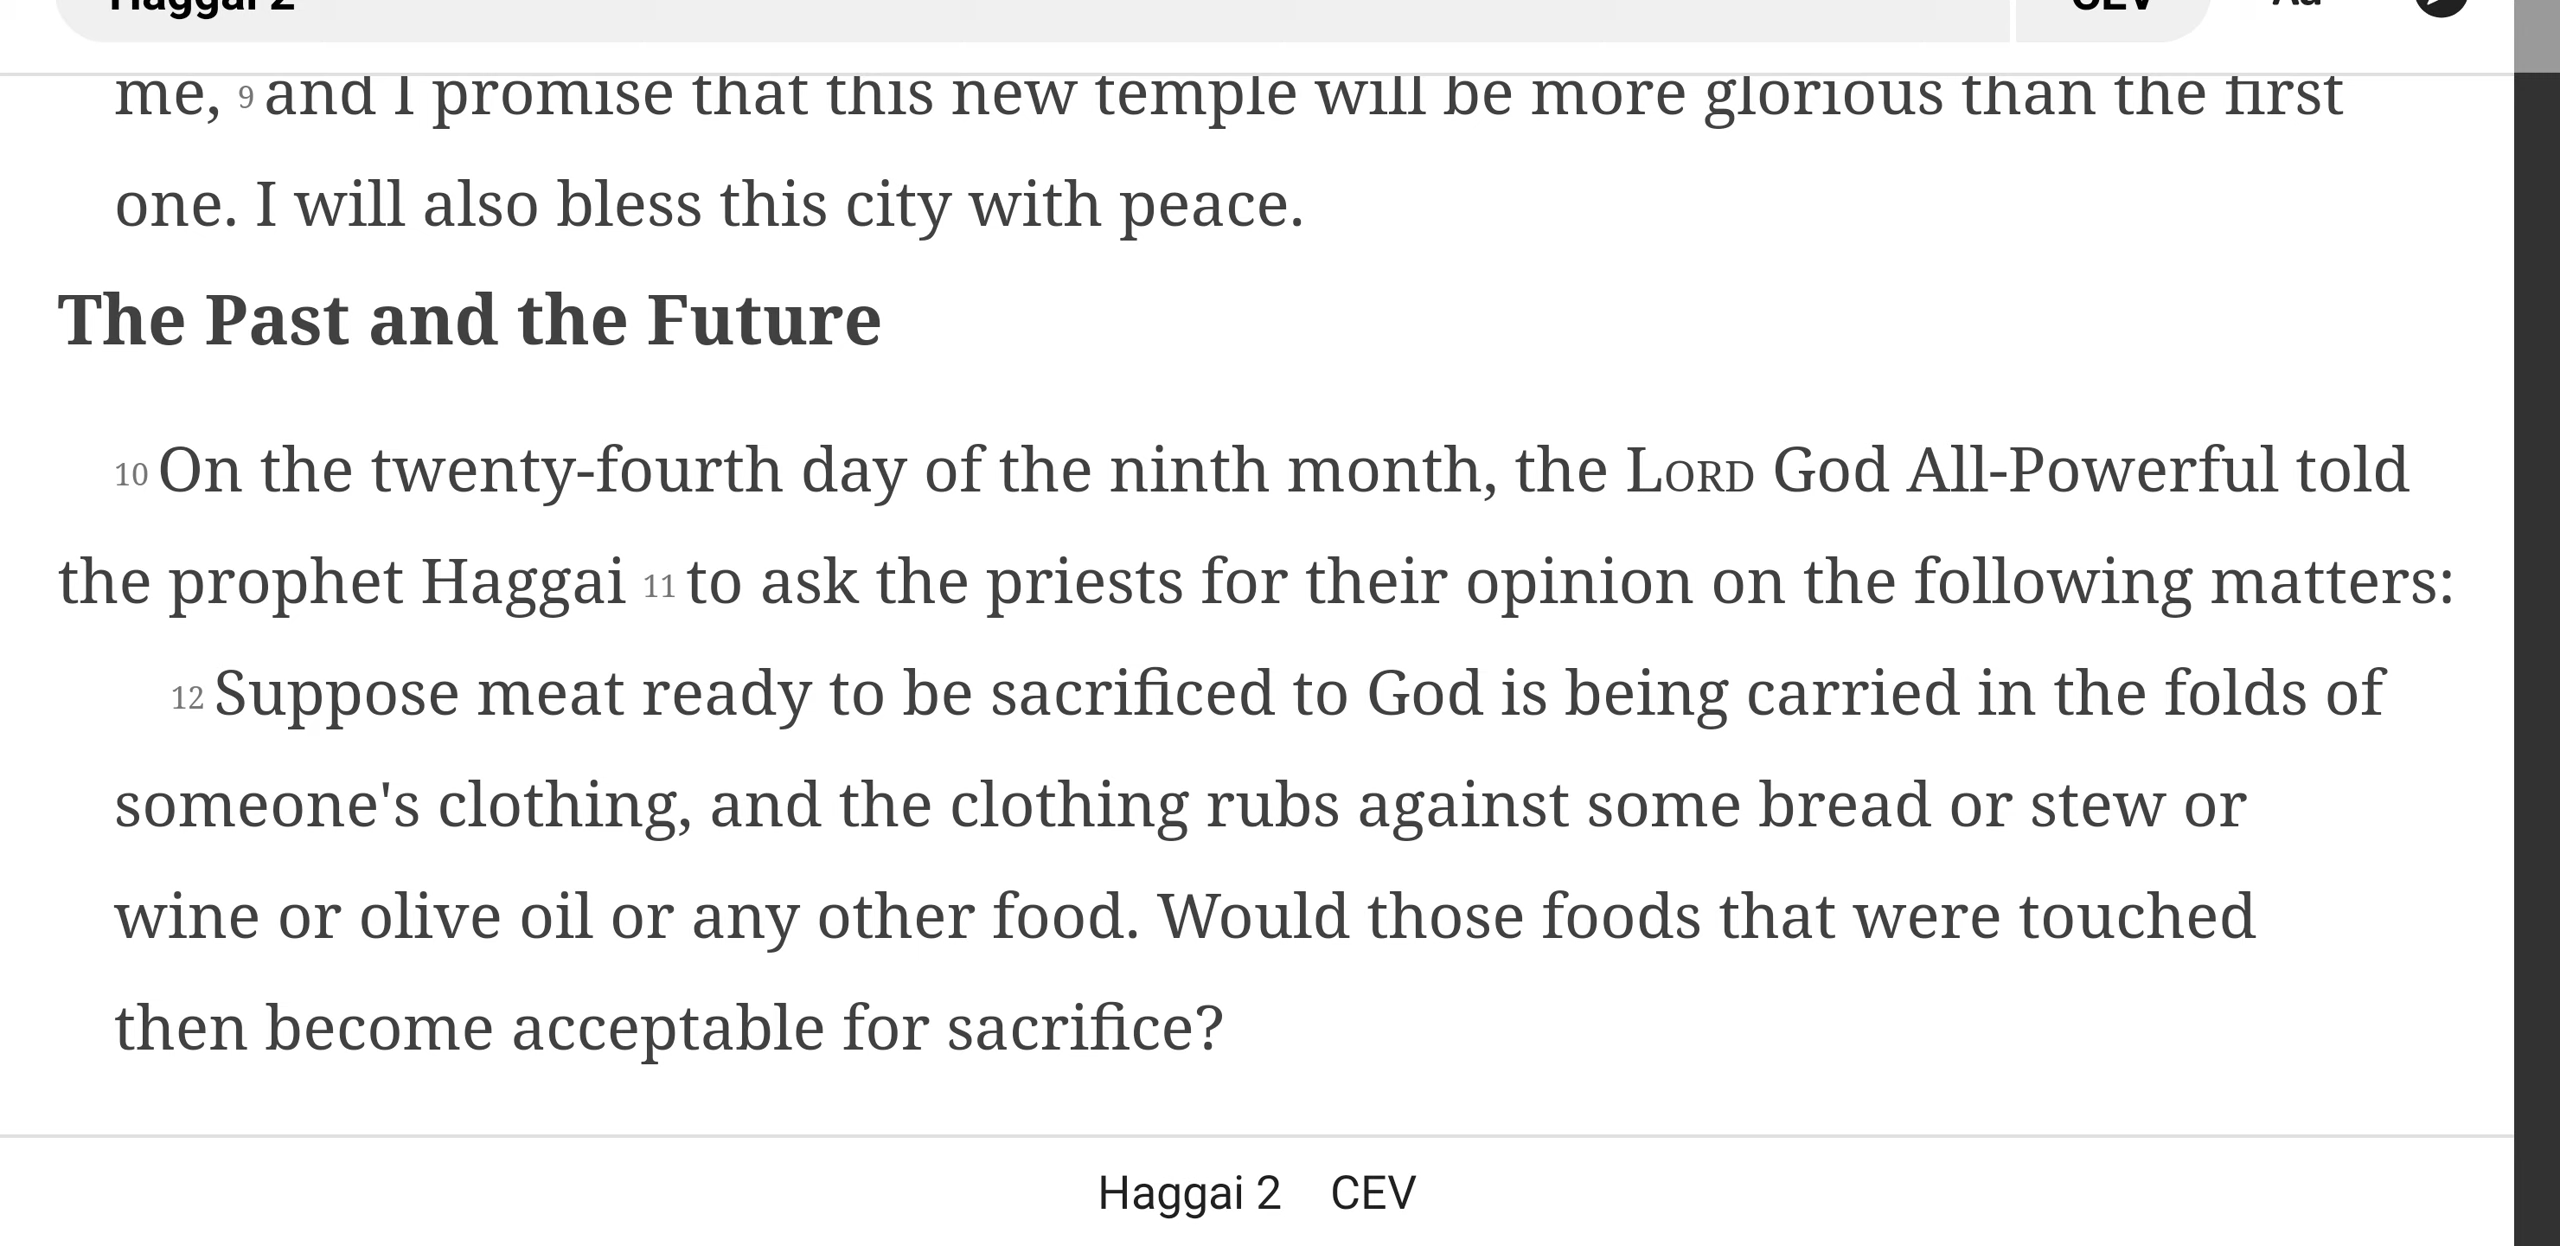 Haggai 2 CEV Aa
me, 9 and I promise that this new temple will be more glorious than the first
one. I will also bless this city with peace.
The Past and the Future
10 On the twenty-fourth day of the ninth month, the LORD God All-Powerful told
the prophet Haggai 11 to ask the priests for their opinion on the following matters:
12 Suppose meat ready to be sacrificed to God is being carried in the folds of
someone's clothing, and the clothing rubs against some bread or stew or
wine or olive oil or any other food. Would those foods that were touched
then become acceptable for sacrifice?
Haggai 2 CEV